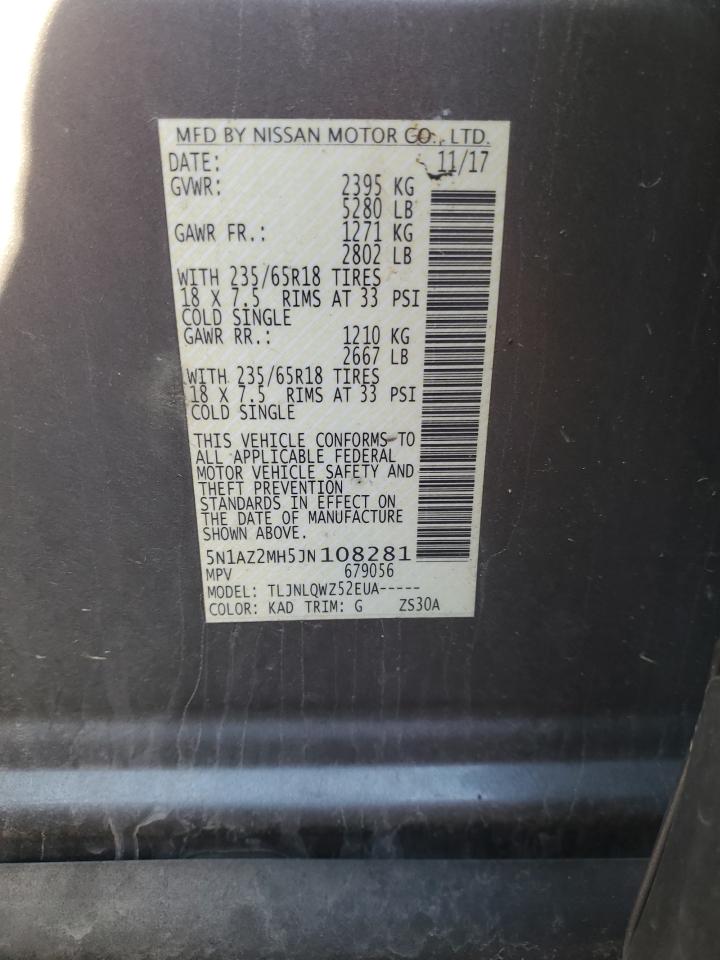 MFD BY NISSAN MOTOR CO., LTD.
DATE: 11/17
GVWR: 2395 KG
5280 LB
GAWR FR.: 1271 KG
2802 LB
WITH 235/65R18 TIRES
18 X 7.5 RIMS AT 33 PSI
COLD SINGLE
GAWR RR.: 1210 KG
2667 LB
WITH 235/65R18 TIRES
18 X 7.5 RIMS AT 33 PSI
COLD SINGLE
THIS VEHICLE CONFORMS TO
ALL APPLICABLE FEDERAL
MOTOR VEHICLE SAFETY AND
THEFT PREVENTION
STANDARDS IN EFFECT ON
THE DATE OF MANUFACTURE
SHOWN ABOVE.
5N1AZ2MH5JN108281
MPV 679056
MODEL: TLJNLQWZ52EUA-----
COLOR: KAD TRIM: G ZS30A